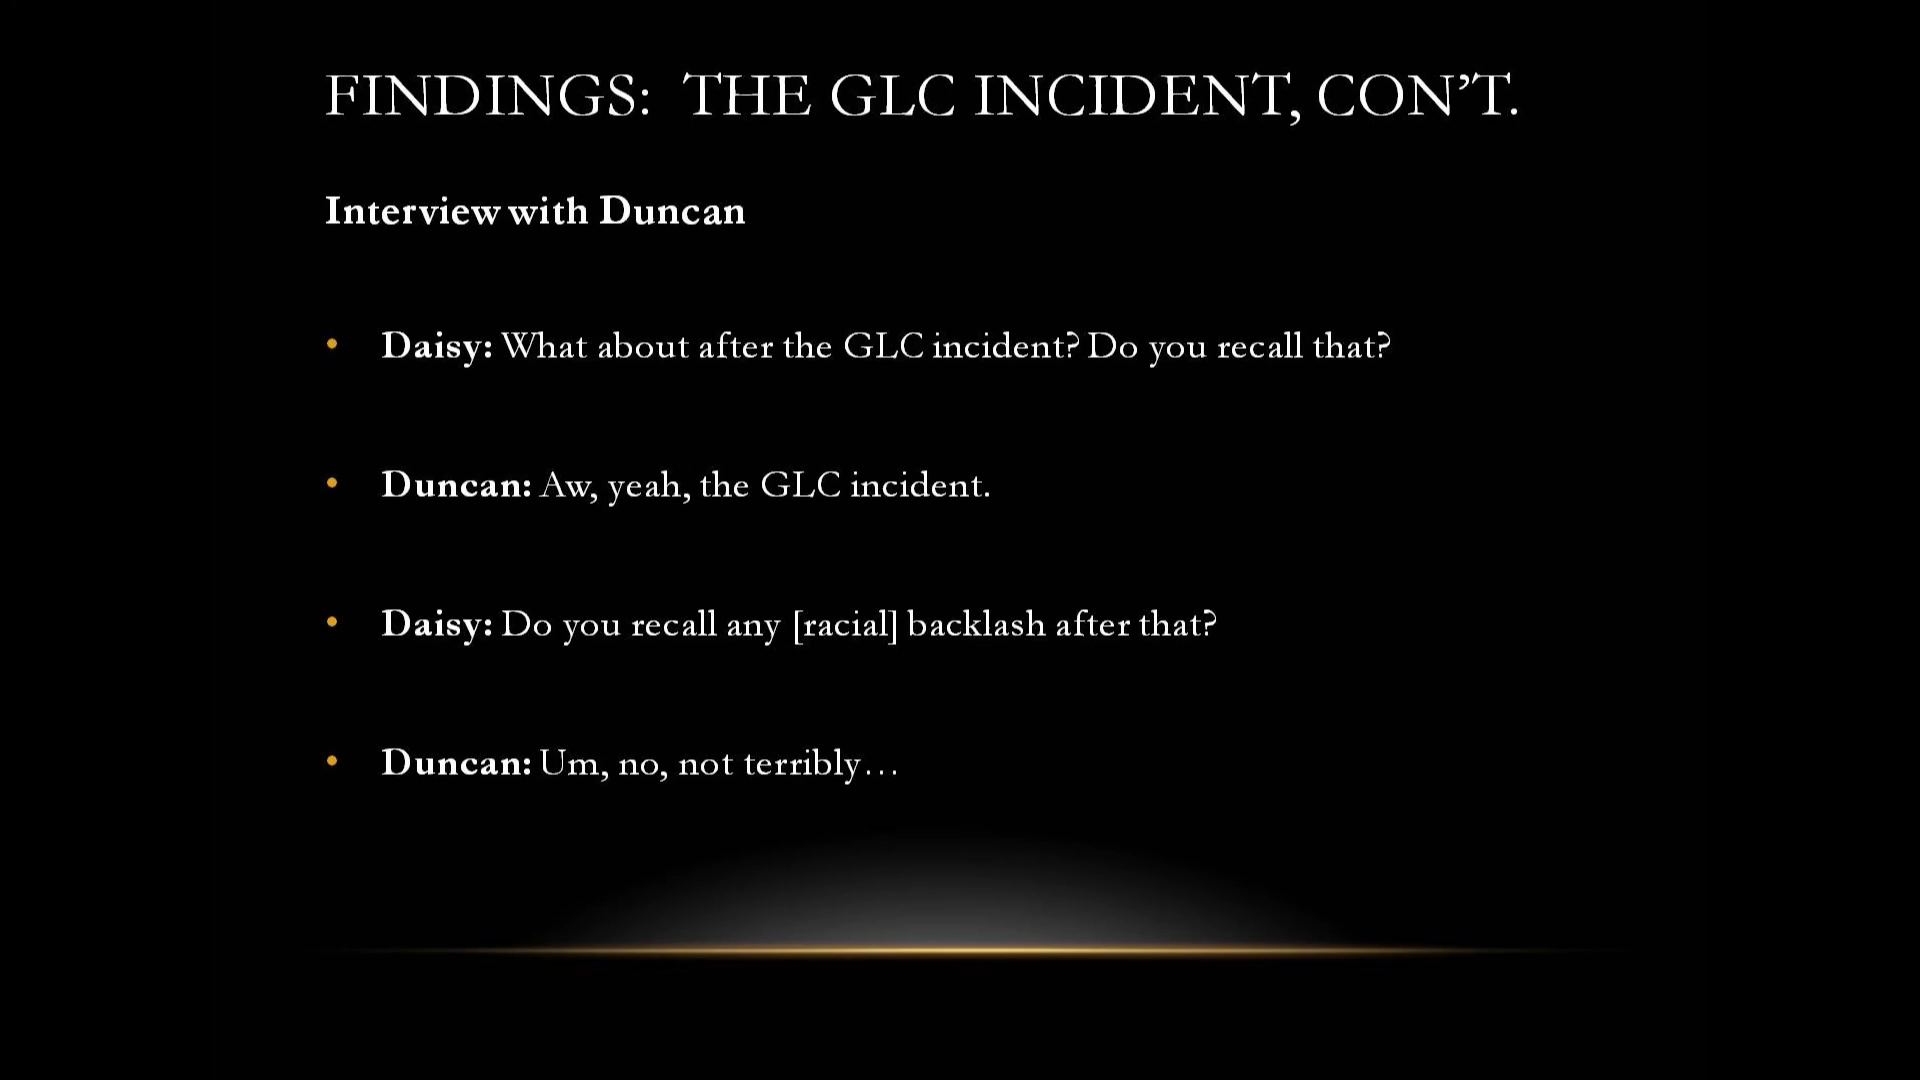 FINDINGS: THE GLC INCIDENT, CON’T.
Interview with Duncan
• Daisy: What about after the GLC incident? Do you recall that?
• Duncan: Aw, yeah, the GLC incident.
• Daisy: Do you recall any [racial] backlash after that?
• Duncan: Um, no, not terribly…